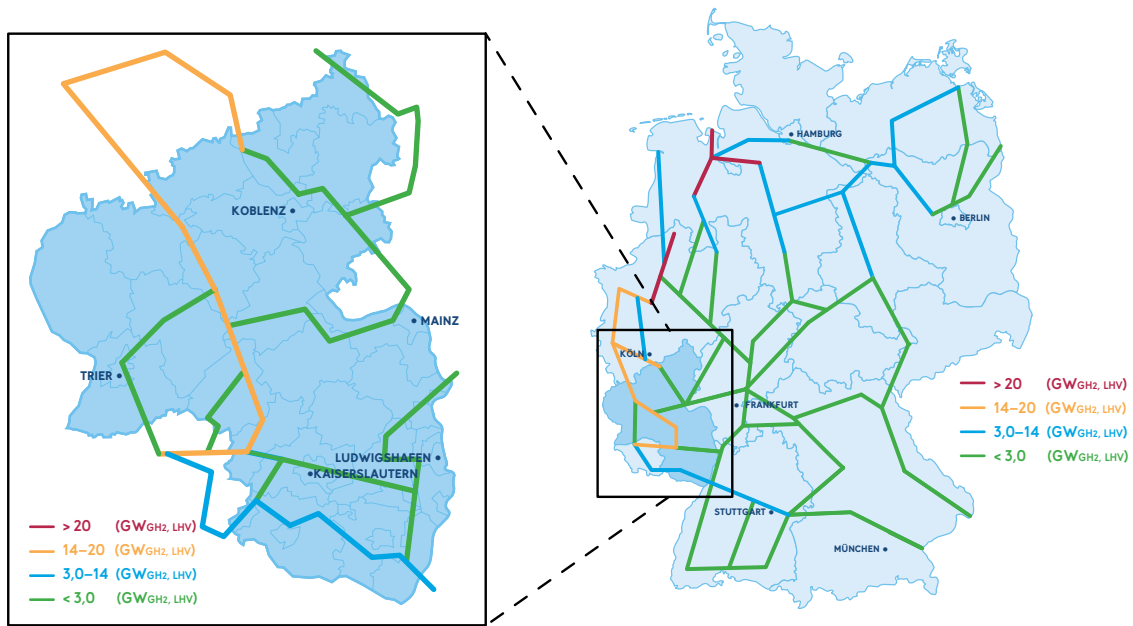 KOBLENZ
MAINZ
TRIER
LUDWIGSHAFEN
KAISERSLAUTERN
> 20 (GWGH2, LHV)
14–20 (GWGH2, LHV)
3,0–14 (GWGH2, LHV)
< 3,0 (GWGH2, LHV)
HAMBURG
BERLIN
KÖLN
FRANKFURT
STUTTGART
MÜNCHEN
> 20 (GWGH2, LHV)
14–20 (GWGH2, LHV)
3,0–14 (GWGH2, LHV)
< 3,0 (GWGH2, LHV)